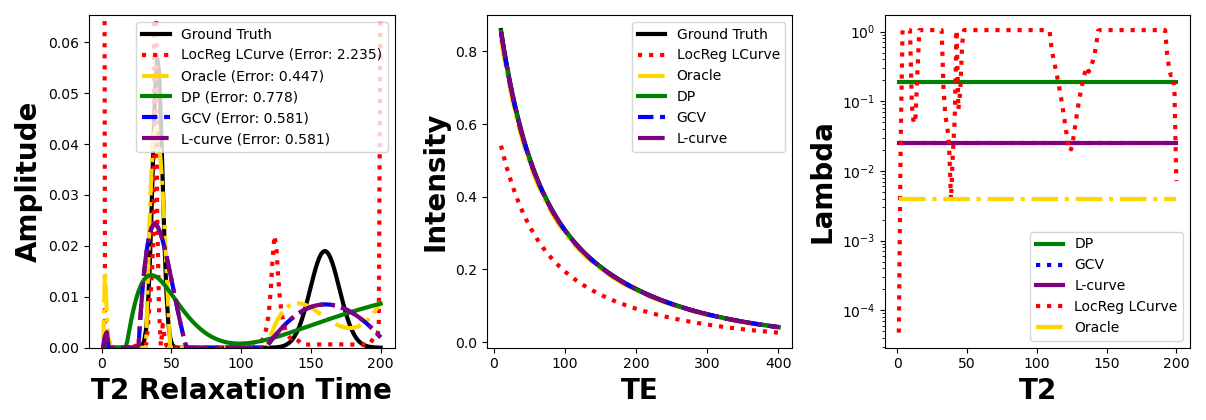 Amplitude
0.06
0.05
0.04
0.03
0.02
0.01
0.00
0 50 100 150 200
T2 Relaxation Time
Ground Truth
LocReg LCurve (Error: 2.235)
Oracle (Error: 0.447)
DP (Error: 0.778)
GCV (Error: 0.581)
L-curve (Error: 0.581)
Intensity
0.8
0.6
0.4
0.2
0.0
0 100 200 300 400
TE
Ground Truth
LocReg LCurve
Oracle
DP
GCV
L-curve
Lambda
10⁰
10⁻¹
10⁻²
10⁻³
10⁻⁴
0 50 100 150 200
T2
DP
GCV
L-curve
LocReg LCurve
Oracle